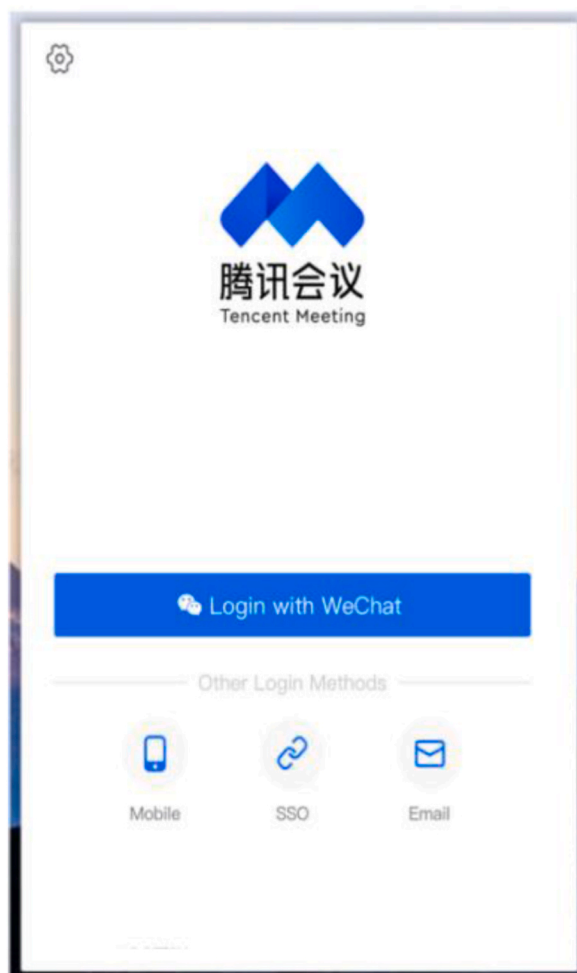 腾讯会议
Tencent Meeting
Login with WeChat
Other Login Methods
Mobile SSO Email